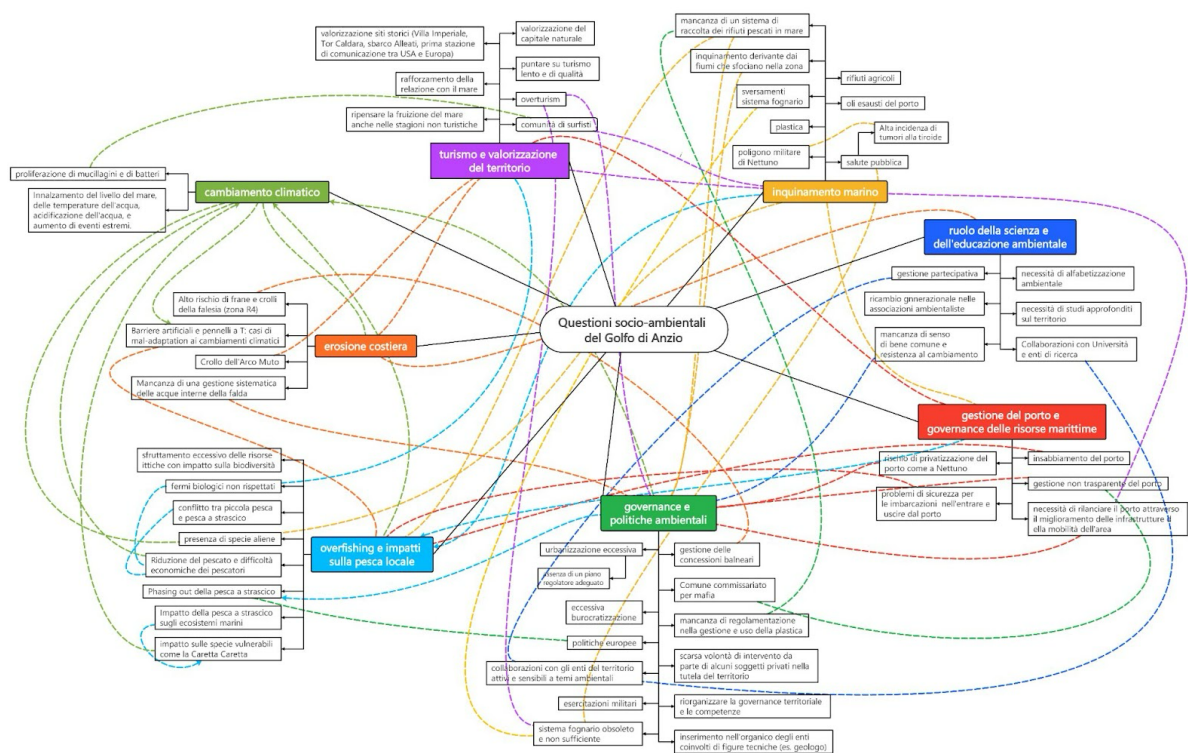 valorizzazione siti storici (Villa Imperiale,
Tor Caldara, sbarco Alleati, prima stazione
di comunicazione tra USA e Europa)
valorizzazione del
capitale naturale
rafforzamento della
relazione con il mare
puntare su turismo
lento e di qualità
overturism
ripensare la fruizione del mare
anche nelle stagioni non turistiche
comunità di surfisti
turismo e valorizzazione
del territorio
mancanza di un sistema di
raccolta dei rifiuti pescati in mare
inquinamento derivante dai
fiumi che sfociano nella zona
rifiuti agricoli
sversamenti
sistema fognario
oli esausti del porto
plastica
Alta incidenza di
tumori alla tiroide
poligono militare
di Nettuno
salute pubblica
inquinamento marino
proliferazione di mucillagini e di batteri
Innalzamento del livello del mare,
delle temperature dell'acqua,
acidificazione dell'acqua, e
aumento di eventi estremi.
cambiamento climatico
ruolo della scienza e
dell'educazione ambientale
gestione partecipativa
necessità di alfabetizzazione
ambientale
ricambio gnnerazionale nelle
associazioni ambientaliste
necessità di studi approfonditi
sul territorio
mancanza di senso
di bene comune e
resistenza al cambiamento
Collaborazioni con Università
e enti di ricerca
Questioni socio-ambientali
del Golfo di Anzio
Alto rischio di frane e crolli
della falesia (zona R4)
Barriere artificiali e pennelli a T: casi di
mal-adaptation ai cambiamenti climatici
Crollo dell'Arco Muto
Mancanza di una gestione sistematica
delle acque interne della falda
erosione costiera
gestione del porto e
governance delle risorse marittime
rischio di privatizzazione del
porto come a Nettuno
insabbiamento del porto
gestione non trasparente del porto
problemi di sicurezza per
le imbarcazioni nell'entrare e
uscire dal porto
necessità di rilanciare il porto attraverso
il miglioramento delle infrastrutture il
ella mobilità dell'area
sfruttamento eccessivo delle risorse
ittiche con impatto sulla biodiversità
fermi biologici non rispettati
conflitto tra piccola pesca
e pesca a strascico
presenza di specie aliene
Riduzione del pescato e difficoltà
economiche dei pescatori
Phasing out della pesca a strascico
Impatto della pesca a strascico
sugli ecosistemi marini
impatto sulle specie vulnerabili
come la Caretta Caretta
overfishing e impatti
sulla pesca locale
governance e
politiche ambientali
urbanizzazione eccessiva
assenza di un piano
regolatore adeguato
gestione delle
concessioni balneari
eccessiva
burocratizzazione
Comune commissariato
per mafia
mancanza di regolamentazione
nella gestione e uso della plastica
politiche europee
collaborazioni con gli enti del territorio
attivi e sensibili a temi ambientali
scarsa volontà di intervento da
parte di alcuni soggetti privati nella
tutela del territorio
esercitazioni militari
riorganizzare la governance territoriale
e le competenze
sistema fognario obsoleto
e non sufficiente
inserimento nell'organico degli enti
coinvolti di figure tecniche (es. geologo)